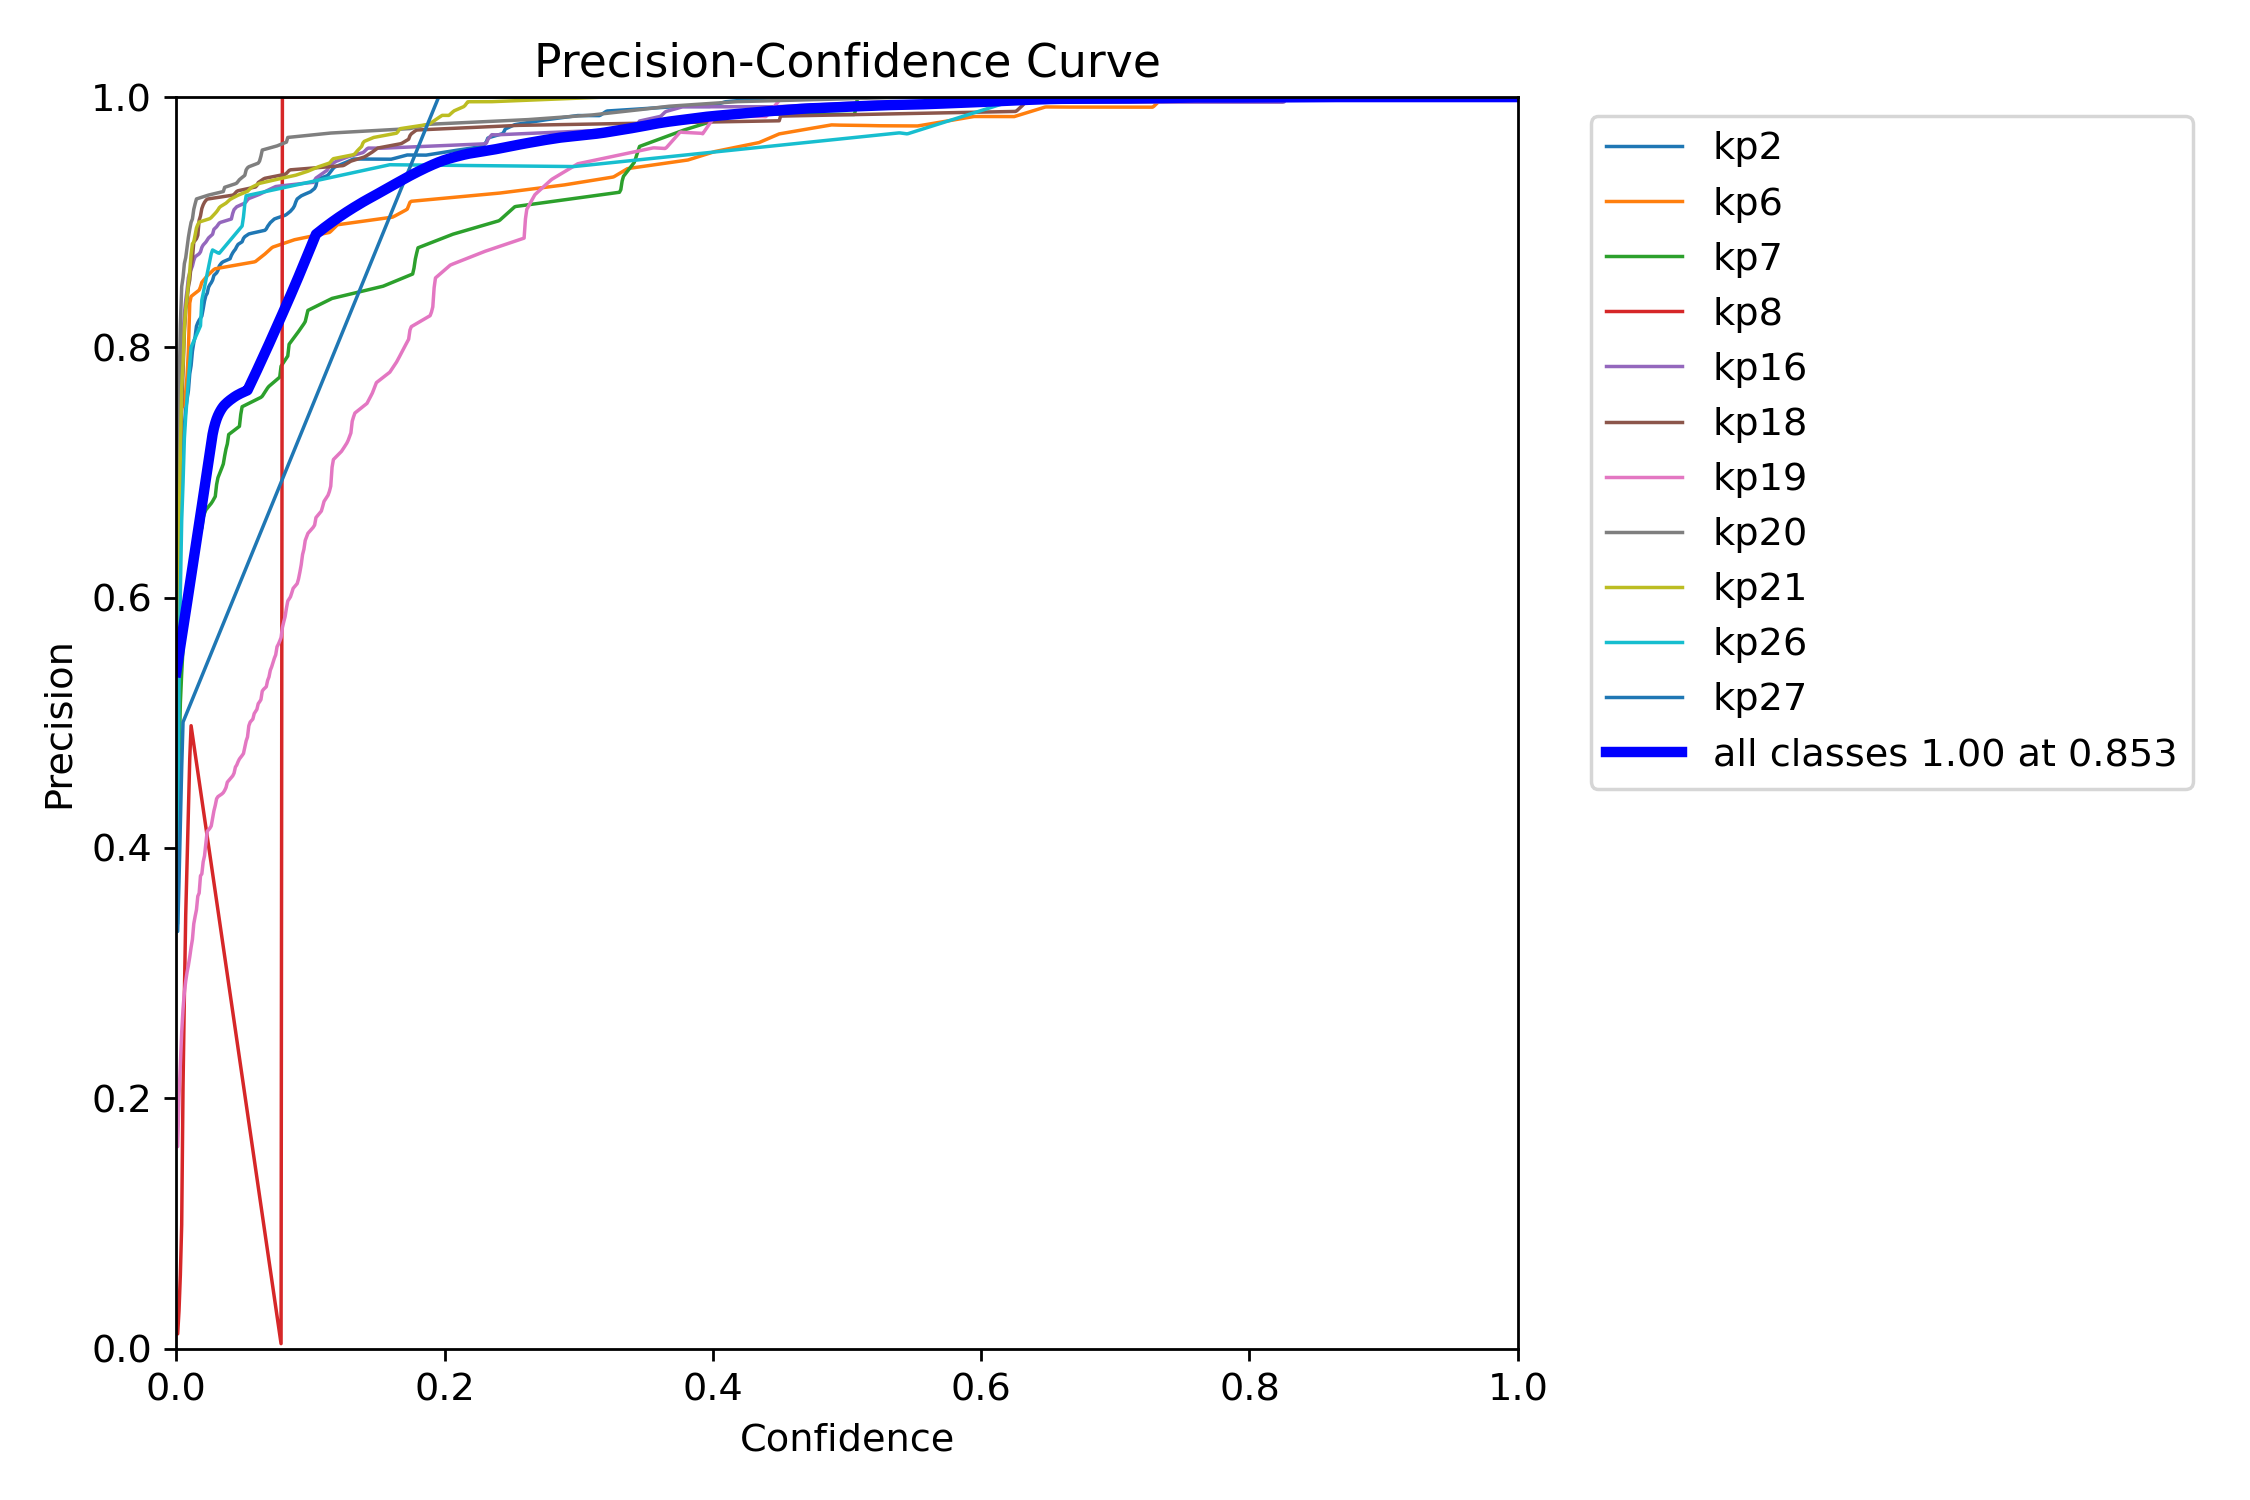 Precision-Confidence Curve
1.0
0.8
0.6
0.4
0.2
0.0
Precision
0.0 0.2 0.4 0.6 0.8 1.0
Confidence
kp2
kp6
kp7
kp8
kp16
kp18
kp19
kp20
kp21
kp26
kp27
all classes 1.00 at 0.853